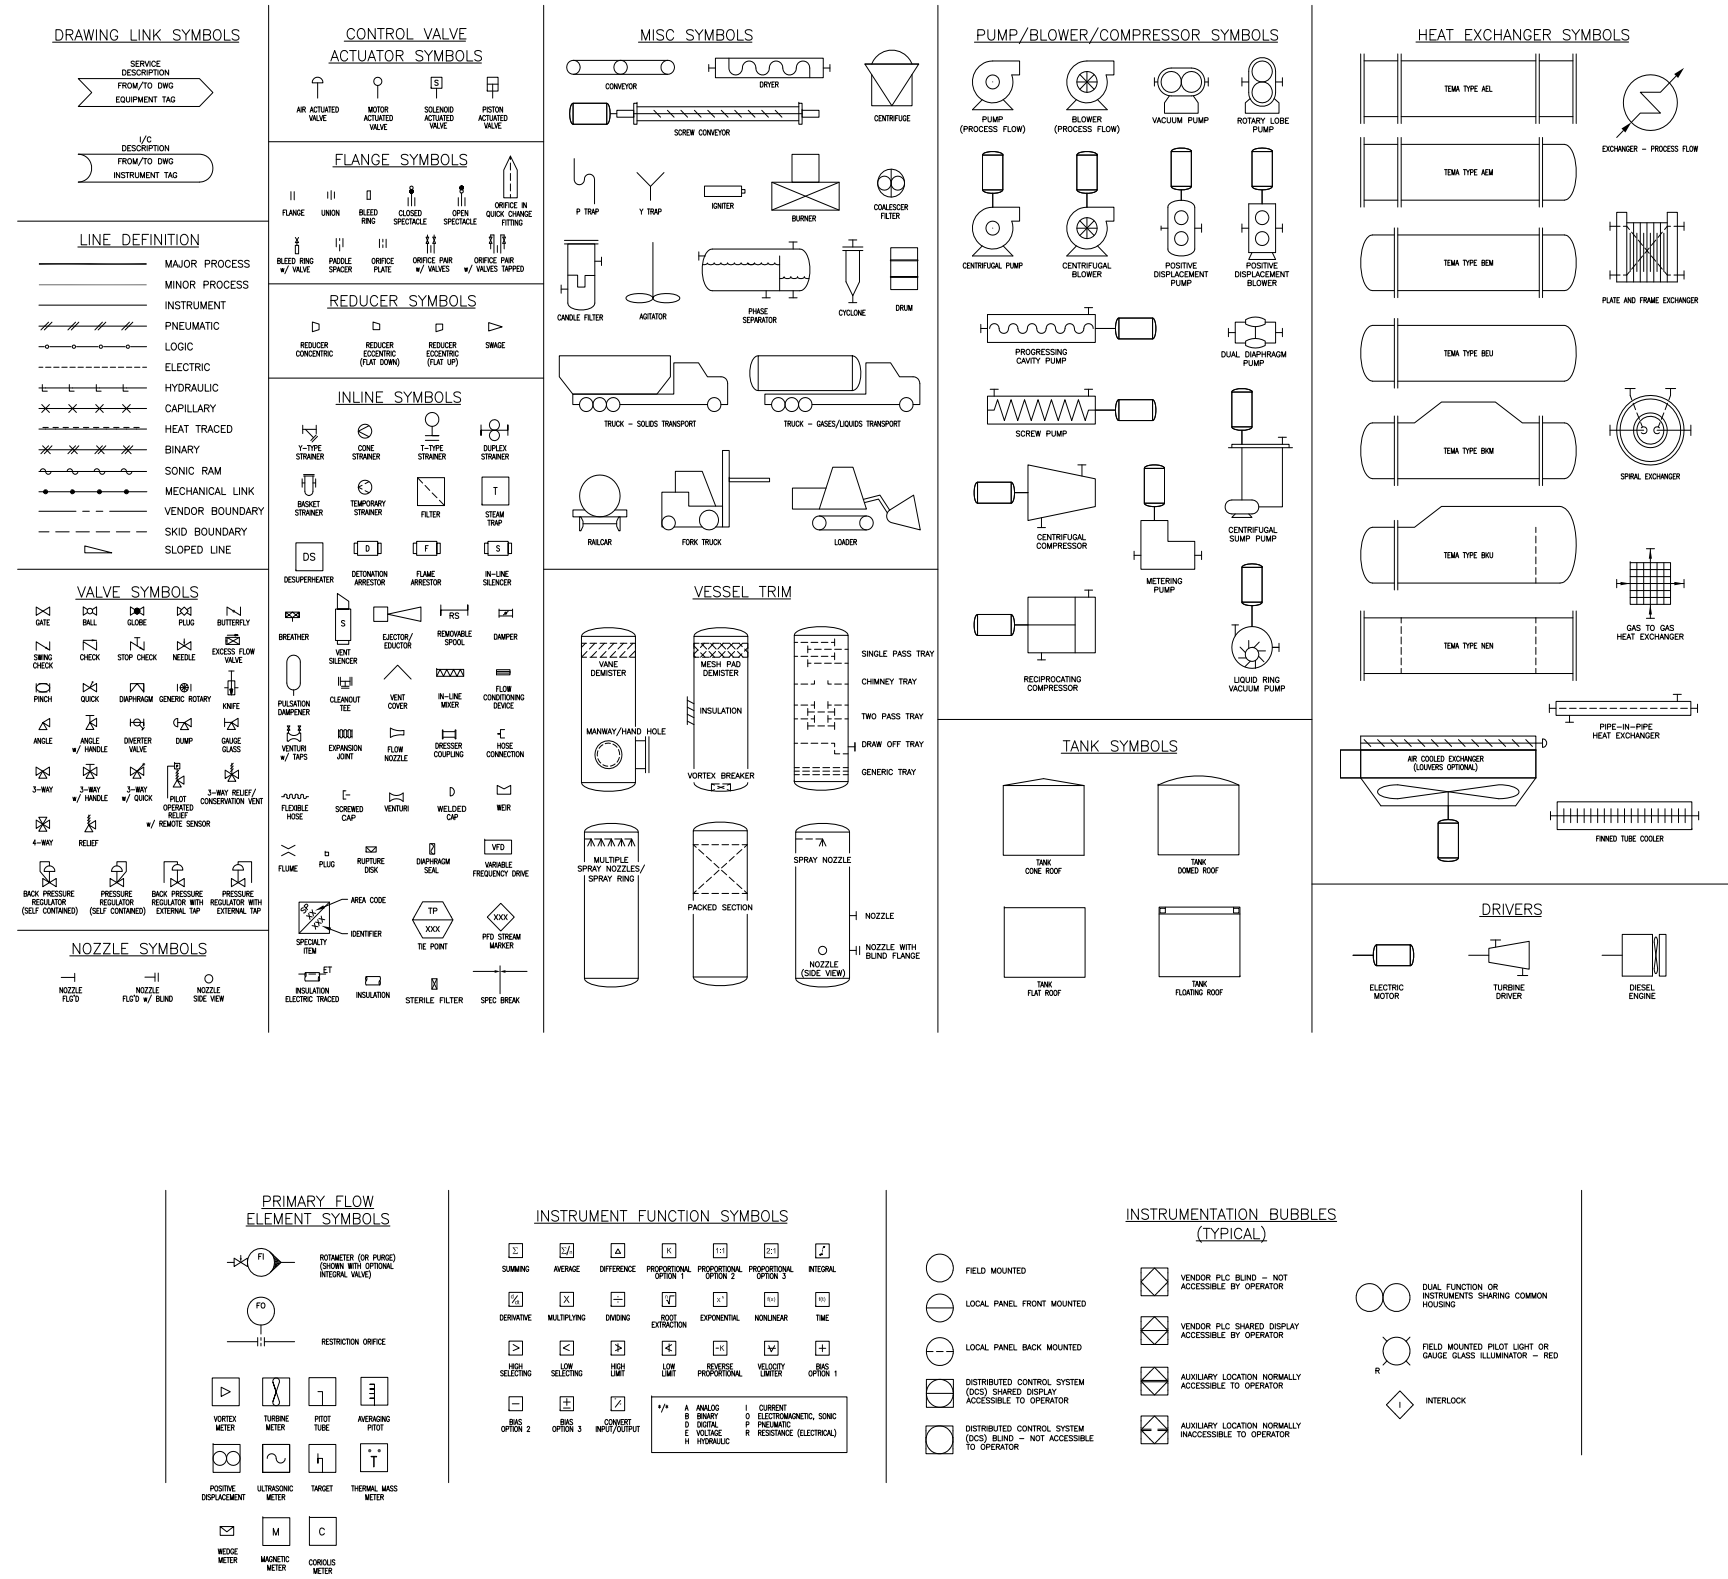 DRAWING LINK SYMBOLS
SERVICE
DESCRIPTION
FROM/TO DWG
EQUIPMENT TAG
I/C
DESCRIPTION
FROM/TO DWG
INSTRUMENT TAG
LINE DEFINITION
MAJOR PROCESS
MINOR PROCESS
INSTRUMENT
PNEUMATIC
LOGIC
ELECTRIC
HYDRAULIC
CAPILLARY
HEAT TRACED
BINARY
SONIC RAM
MECHANICAL LINK
VENDOR BOUNDARY
SKID BOUNDARY
SLOPED LINE
VALVE SYMBOLS
GATE
BALL
GLOBE
PLUG
BUTTERFLY
SWING
CHECK
CHECK
STOP CHECK
NEEDLE
EXCESS FLOW
VALVE
PINCH
QUICK
DIAPHRAGM
GENERIC ROTARY
KNIFE
ANGLE
ANGLE
w/ HANDLE
DIVERTER
VALVE
DUMP
GAUGE
GLASS
3-WAY
3-WAY
w/ HANDLE
3-WAY
w/ QUICK
PILOT
OPERATED
RELIEF
w/ REMOTE SENSOR
3-WAY RELIEF/
CONSERVATION VENT
4-WAY
RELIEF
BACK PRESSURE
REGULATOR
(SELF CONTAINED)
PRESSURE
REGULATOR
(SELF CONTAINED)
BACK PRESSURE
REGULATOR WITH
EXTERNAL TAP
PRESSURE
REGULATOR WITH
EXTERNAL TAP
NOZZLE SYMBOLS
NOZZLE
FLG'D
NOZZLE
FLG'D w/ BLIND
NOZZLE
SIDE VIEW
CONTROL VALVE
ACTUATOR SYMBOLS
S
AIR ACTUATED
VALVE
MOTOR
ACTUATED
VALVE
SOLENOID
ACTUATED
VALVE
PISTON
ACTUATED
VALVE
FLANGE SYMBOLS
FLANGE
UNION
BLEED
RING
CLOSED
SPECTACLE
OPEN
SPECTACLE
ORIFICE IN
QUICK CHANGE
FITTING
BLEED RING
w/ VALVE
PADDLE
SPACER
ORIFICE
PLATE
ORIFICE PAIR
w/ VALVES
ORIFICE PAIR
w/ VALVES TAPPED
REDUCER SYMBOLS
REDUCER
CONCENTRIC
REDUCER
ECCENTRIC
(FLAT DOWN)
REDUCER
ECCENTRIC
(FLAT UP)
SWAGE
INLINE SYMBOLS
Y-TYPE
STRAINER
CONE
STRAINER
T-TYPE
STRAINER
DUPLEX
STRAINER
BASKET
STRAINER
TEMPORARY
STRAINER
FILTER
T
STEAM
TRAP
DS
DESUPERHEATER
D
DETONATION
ARRESTOR
F
FLAME
ARRESTOR
S
IN-LINE
SILENCER
BREATHER
S
VENT
SILENCER
EJECTOR/
EDUCTOR
RS
REMOVABLE
SPOOL
DAMPER
PULSATION
DAMPENER
CLEANOUT
TEE
VENT
COVER
IN-LINE
MIXER
FLOW
CONDITIONING
DEVICE
VENTURI
w/ TAPS
EXPANSION
JOINT
FLOW
NOZZLE
DRESSER
COUPLING
HOSE
CONNECTION
FLEXIBLE
HOSE
SCREWED
CAP
VENTURI
WELDED
CAP
WEIR
FLUME
PLUG
RUPTURE
DISK
DIAPHRAGM
SEAL
VFD
VARIABLE
FREQUENCY DRIVE
SP
XX
XXX
AREA CODE
IDENTIFIER
SPECIALTY
ITEM
TP
XXX
TIE POINT
XXX
PFD STREAM
MARKER
ET
INSULATION
ELECTRIC TRACED
INSULATION
STERILE FILTER
SPEC BREAK
MISC SYMBOLS
CONVEYOR
DRYER
CENTRIFUGE
SCREW CONVEYOR
P TRAP
Y TRAP
IGNITER
BURNER
COALESCER
FILTER
CANDLE FILTER
AGITATOR
PHASE
SEPARATOR
CYCLONE
DRUM
TRUCK - SOLIDS TRANSPORT
TRUCK - GASES/LIQUIDS TRANSPORT
RAILCAR
FORK TRUCK
LOADER
VESSEL TRIM
VANE
DEMISTER
MANWAY/HAND HOLE
MESH PAD
DEMISTER
INSULATION
VORTEX BREAKER
SINGLE PASS TRAY
CHIMNEY TRAY
TWO PASS TRAY
DRAW OFF TRAY
GENERIC TRAY
MULTIPLE
SPRAY NOZZLES/
SPRAY RING
PACKED SECTION
SPRAY NOZZLE
NOZZLE
NOZZLE WITH
BLIND FLANGE
NOZZLE
(SIDE VIEW)
PUMP/BLOWER/COMPRESSOR SYMBOLS
PUMP
(PROCESS FLOW)
BLOWER
(PROCESS FLOW)
VACUUM PUMP
ROTARY LOBE
PUMP
CENTRIFUGAL PUMP
CENTRIFUGAL
BLOWER
POSITIVE
DISPLACEMENT
PUMP
POSITIVE
DISPLACEMENT
BLOWER
PROGRESSING
CAVITY PUMP
DUAL DIAPHRAGM
PUMP
SCREW PUMP
CENTRIFUGAL
COMPRESSOR
METERING
PUMP
CENTRIFUGAL
SUMP PUMP
RECIPROCATING
COMPRESSOR
LIQUID RING
VACUUM PUMP
TANK SYMBOLS
TANK
CONE ROOF
TANK
DOMED ROOF
TANK
FLAT ROOF
TANK
FLOATING ROOF
HEAT EXCHANGER SYMBOLS
TEMA TYPE AEL
EXCHANGER - PROCESS FLOW
TEMA TYPE AEM
TEMA TYPE BEM
PLATE AND FRAME EXCHANGER
TEMA TYPE BEU
TEMA TYPE BKM
SPIRAL EXCHANGER
TEMA TYPE BKU
GAS TO GAS
HEAT EXCHANGER
TEMA TYPE NEN
PIPE-IN-PIPE
HEAT EXCHANGER
AIR COOLED EXCHANGER
(LOUVERS OPTIONAL)
FINNED TUBE COOLER
DRIVERS
ELECTRIC
MOTOR
TURBINE
DRIVER
DIESEL
ENGINE
PRIMARY FLOW
ELEMENT SYMBOLS
FI
ROTAMETER (OR PURGE)
(SHOWN WITH OPTIONAL
INTEGRAL VALVE)
FO
RESTRICTION ORIFICE
VORTEX
METER
TURBINE
METER
PITOT
TUBE
AVERAGING
PITOT
POSITIVE
DISPLACEMENT
ULTRASONIC
METER
TARGET
T
THERMAL MASS
METER
WEDGE
METER
M
MAGNETIC
METER
C
CORIOLIS
METER
INSTRUMENT FUNCTION SYMBOLS
Σ
SUMMING
Σ/n
AVERAGE
Δ
DIFFERENCE
K
PROPORTIONAL
OPTION 1
1:1
PROPORTIONAL
OPTION 2
2:1
PROPORTIONAL
OPTION 3
∫
INTEGRAL
DERIVATIVE
X
MULTIPLYING
÷
DIVIDING
n√
ROOT
EXTRACTION
Xⁿ
EXPONENTIAL
f(x)
NONLINEAR
f(t)
TIME
>
HIGH
SELECTING
<
LOW
SELECTING
HIGH
LIMIT
LOW
LIMIT
-K
REVERSE
PROPORTIONAL
VELOCITY
LIMITER
+
BIAS
OPTION 1
-
BIAS
OPTION 2
±
BIAS
OPTION 3
CONVERT
INPUT/OUTPUT
*/* A ANALOG I CURRENT
B BINARY O ELECTROMAGNETIC, SONIC
D DIGITAL P PNEUMATIC
E VOLTAGE R RESISTANCE (ELECTRICAL)
H HYDRAULIC
INSTRUMENTATION BUBBLES
(TYPICAL)
FIELD MOUNTED
LOCAL PANEL FRONT MOUNTED
LOCAL PANEL BACK MOUNTED
DISTRIBUTED CONTROL SYSTEM
(DCS) SHARED DISPLAY
ACCESSIBLE TO OPERATOR
DISTRIBUTED CONTROL SYSTEM
(DCS) BLIND - NOT ACCESSIBLE
TO OPERATOR
VENDOR PLC BLIND - NOT
ACCESSIBLE BY OPERATOR
VENDOR PLC SHARED DISPLAY
ACCESSIBLE BY OPERATOR
AUXILIARY LOCATION NORMALLY
ACCESSIBLE TO OPERATOR
AUXILIARY LOCATION NORMALLY
INACCESSIBLE TO OPERATOR
DUAL FUNCTION OR
INSTRUMENTS SHARING COMMON
HOUSING
R
FIELD MOUNTED PILOT LIGHT OR
GAUGE GLASS ILLUMINATOR - RED
I
INTERLOCK